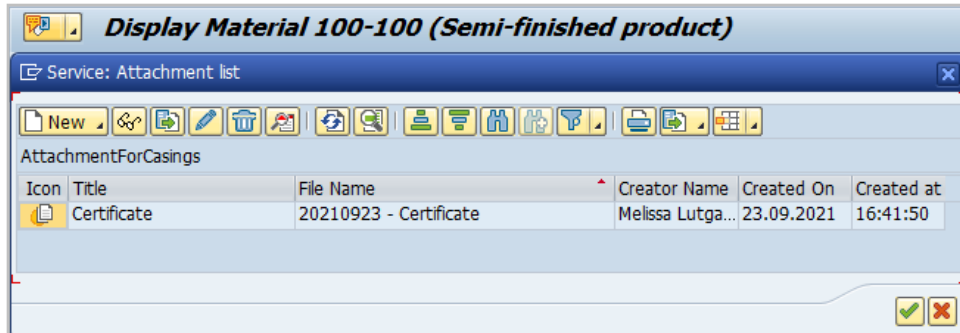 Display Material 100-100 (Semi-finished product)
Service: Attachment list
New
AttachmentForCasings
Icon Title File Name Creator Name Created On Created at
Certificate 20210923 - Certificate Melissa Lutga... 23.09.2021 16:41:50